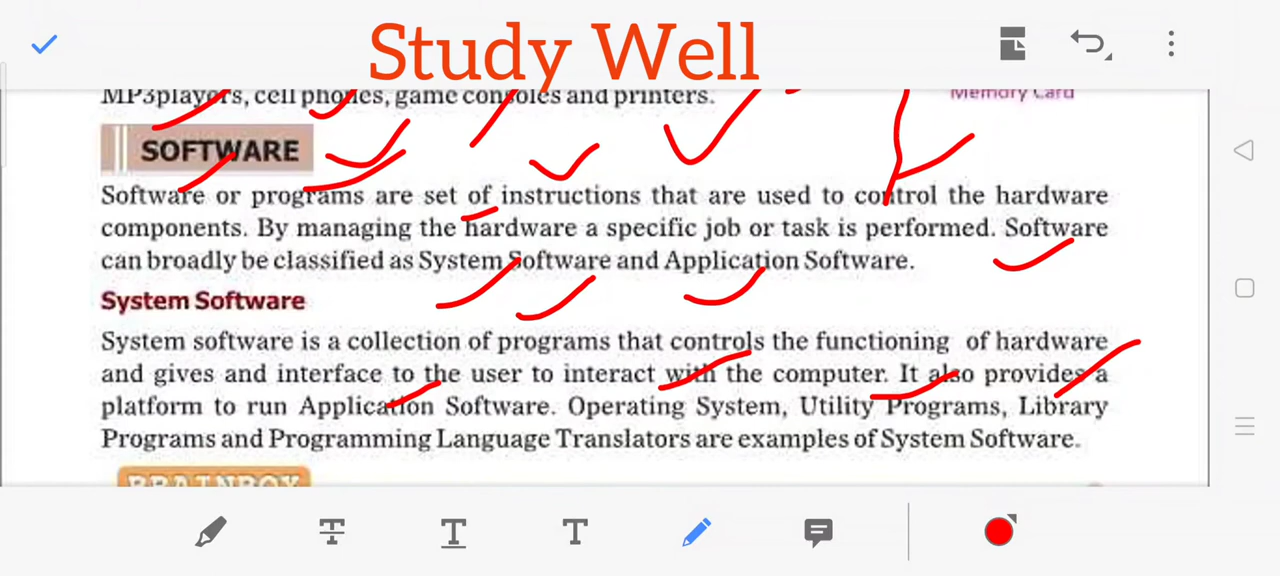 Study Well
MP3players, cell phones, game consoles and printers.
Memory Card
SOFTWARE
Software or programs are set of instructions that are used to control the hardware
components. By managing the hardware a specific job or task is performed. Software
can broadly be classified as System Software and Application Software.
System Software
System software is a collection of programs that controls the functioning of hardware
and gives and interface to the user to interact with the computer. It also provides a
platform to run Application Software. Operating System, Utility Programs, Library
Programs and Programming Language Translators are examples of System Software.
BRAINBOX
T T T